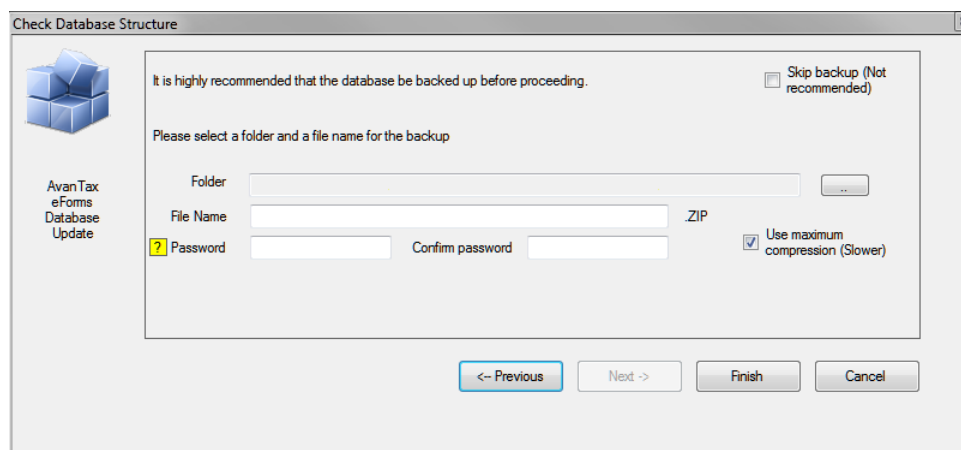 Check Database Structure
It is highly recommended that the database be backed up before proceeding.
Skip backup (Not
recommended)
Please select a folder and a file name for the backup
AvanTax
eForms
Database
Update
Folder
..
File Name
.ZIP
? Password
Confirm password
Use maximum
compression (Slower)
<-- Previous
Next ->
Finish
Cancel